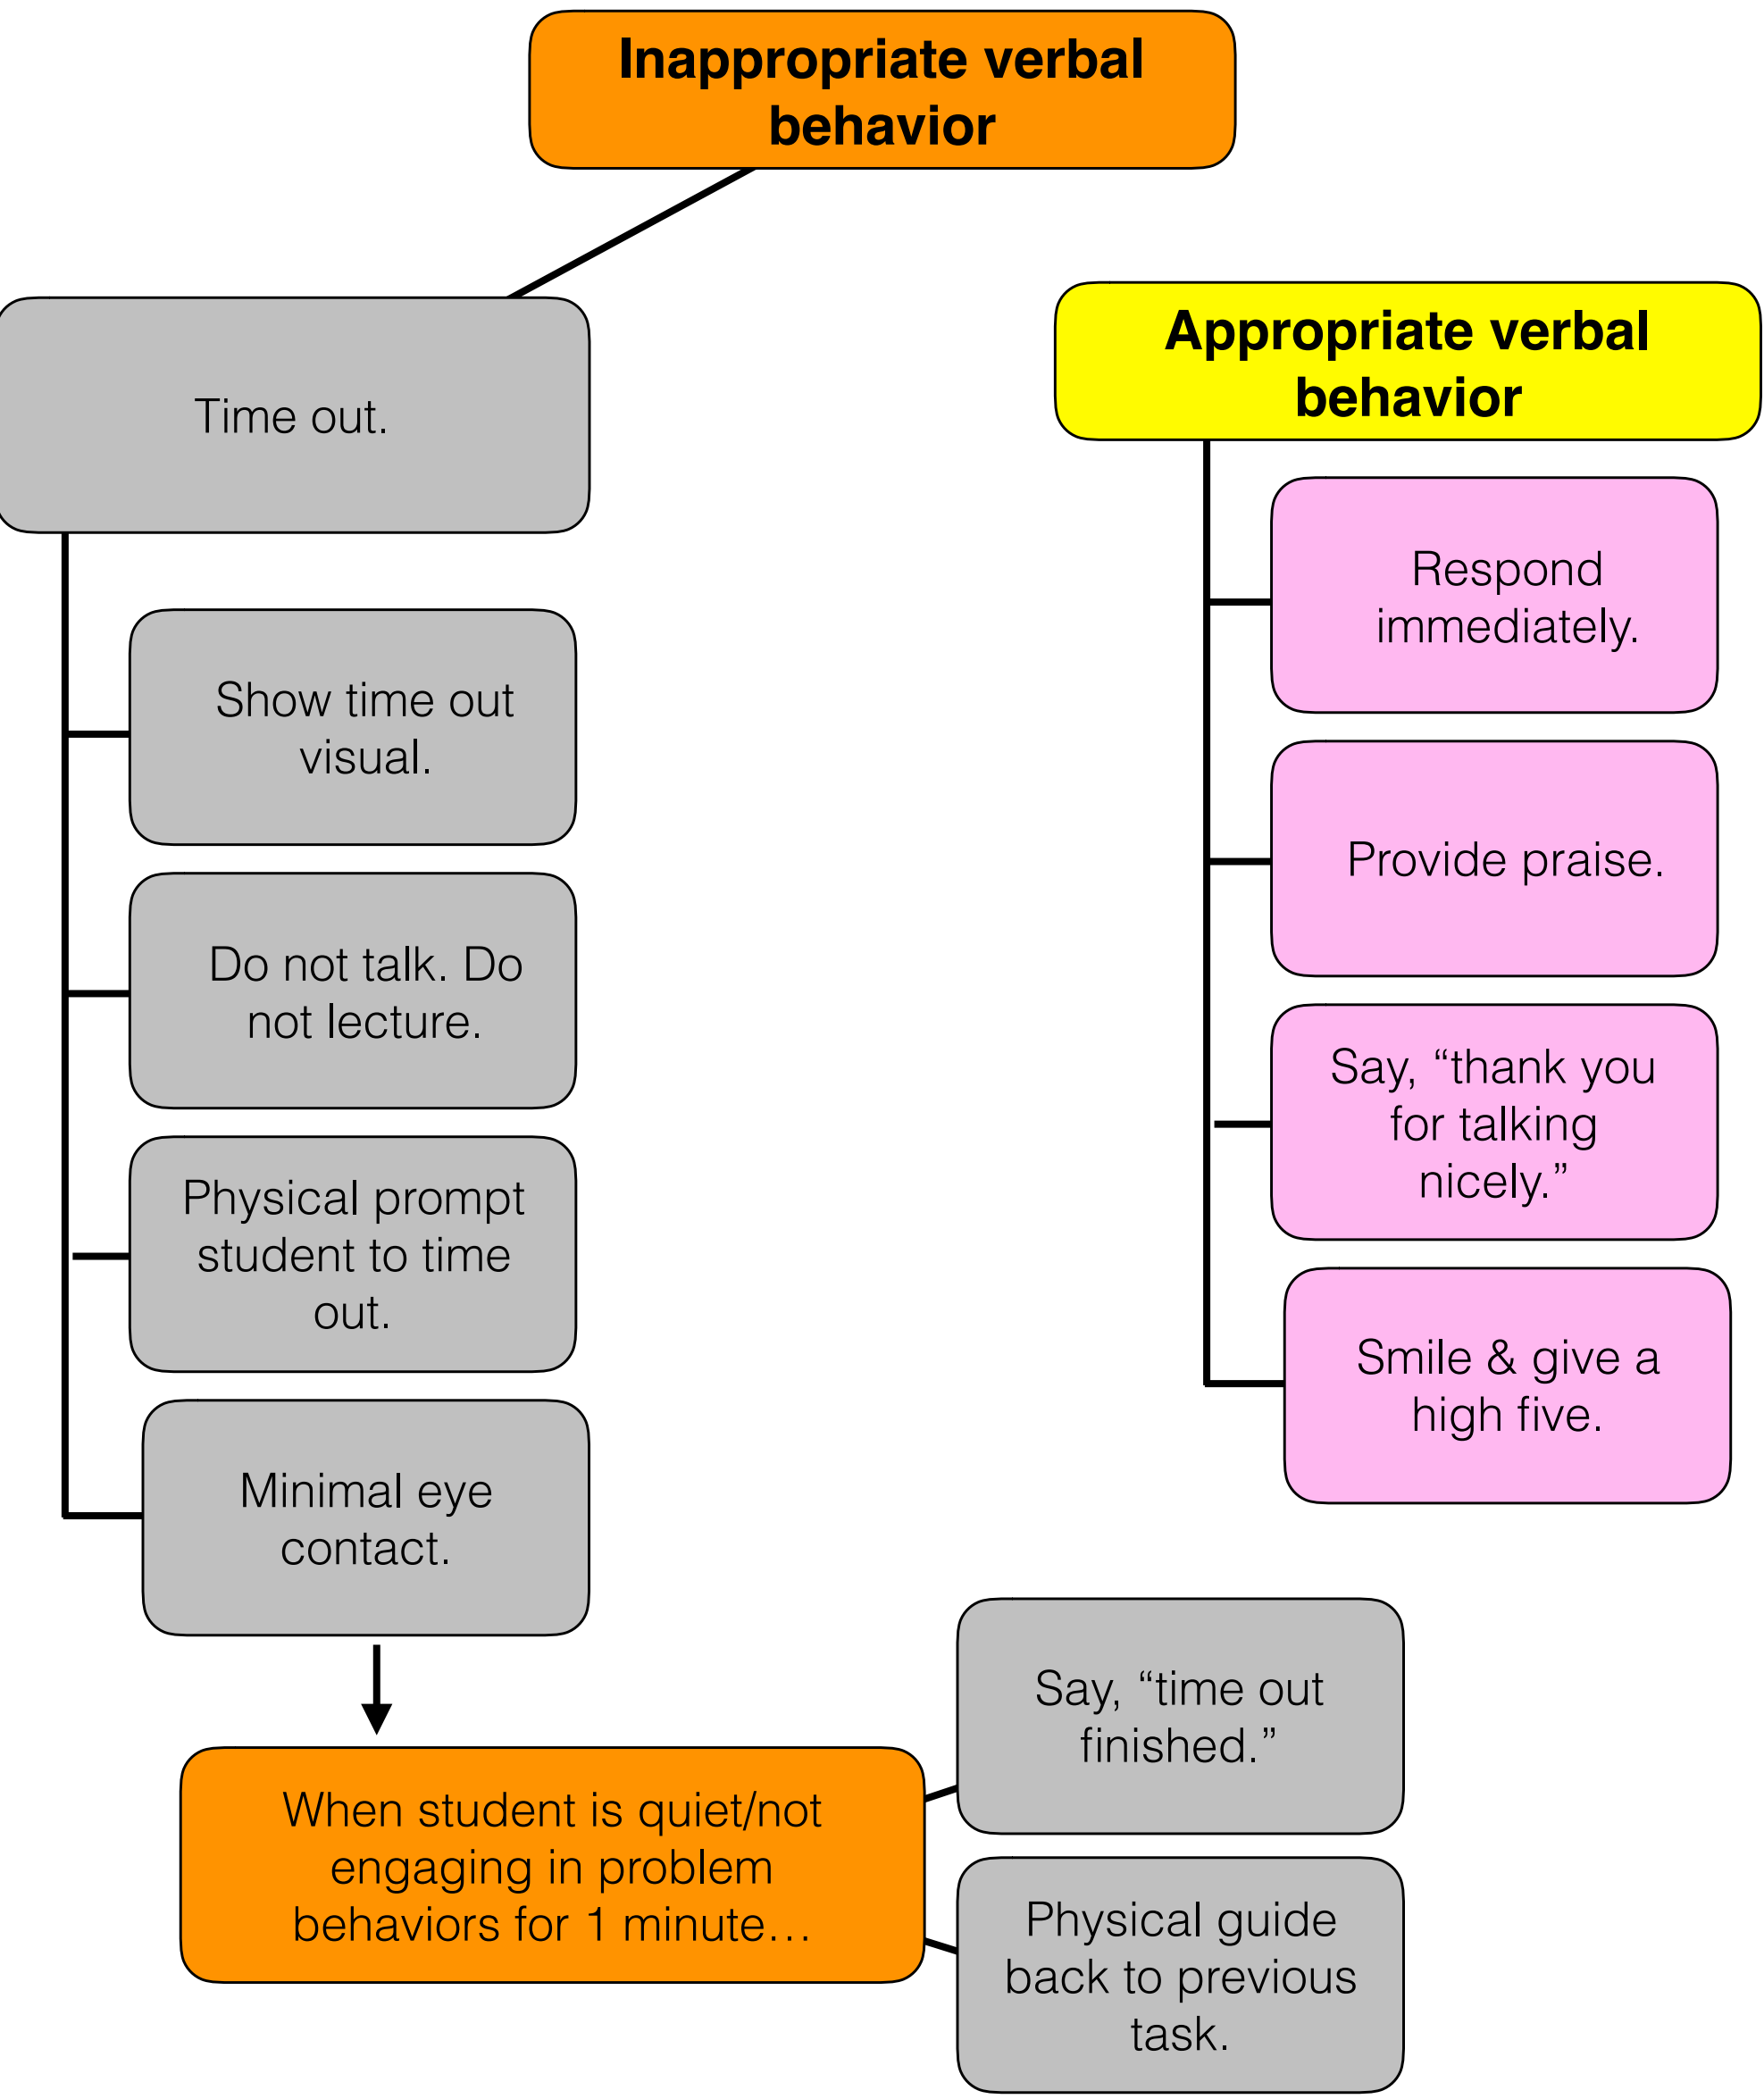 Inappropriate verbal
behavior
Time out.
Show time out
visual.
Do not talk. Do
not lecture.
Physical prompt
student to time
out.
Minimal eye
contact.
When student is quiet/not
engaging in problem
behaviors for 1 minute…
Say, “time out
finished.”
Physical guide
back to previous
task.
Appropriate verbal
behavior
Respond
immediately.
Provide praise.
Say, “thank you
for talking
nicely.”
Smile & give a
high five.